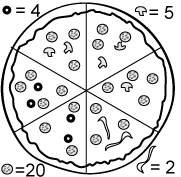 = 4
= 5
=20
= 2